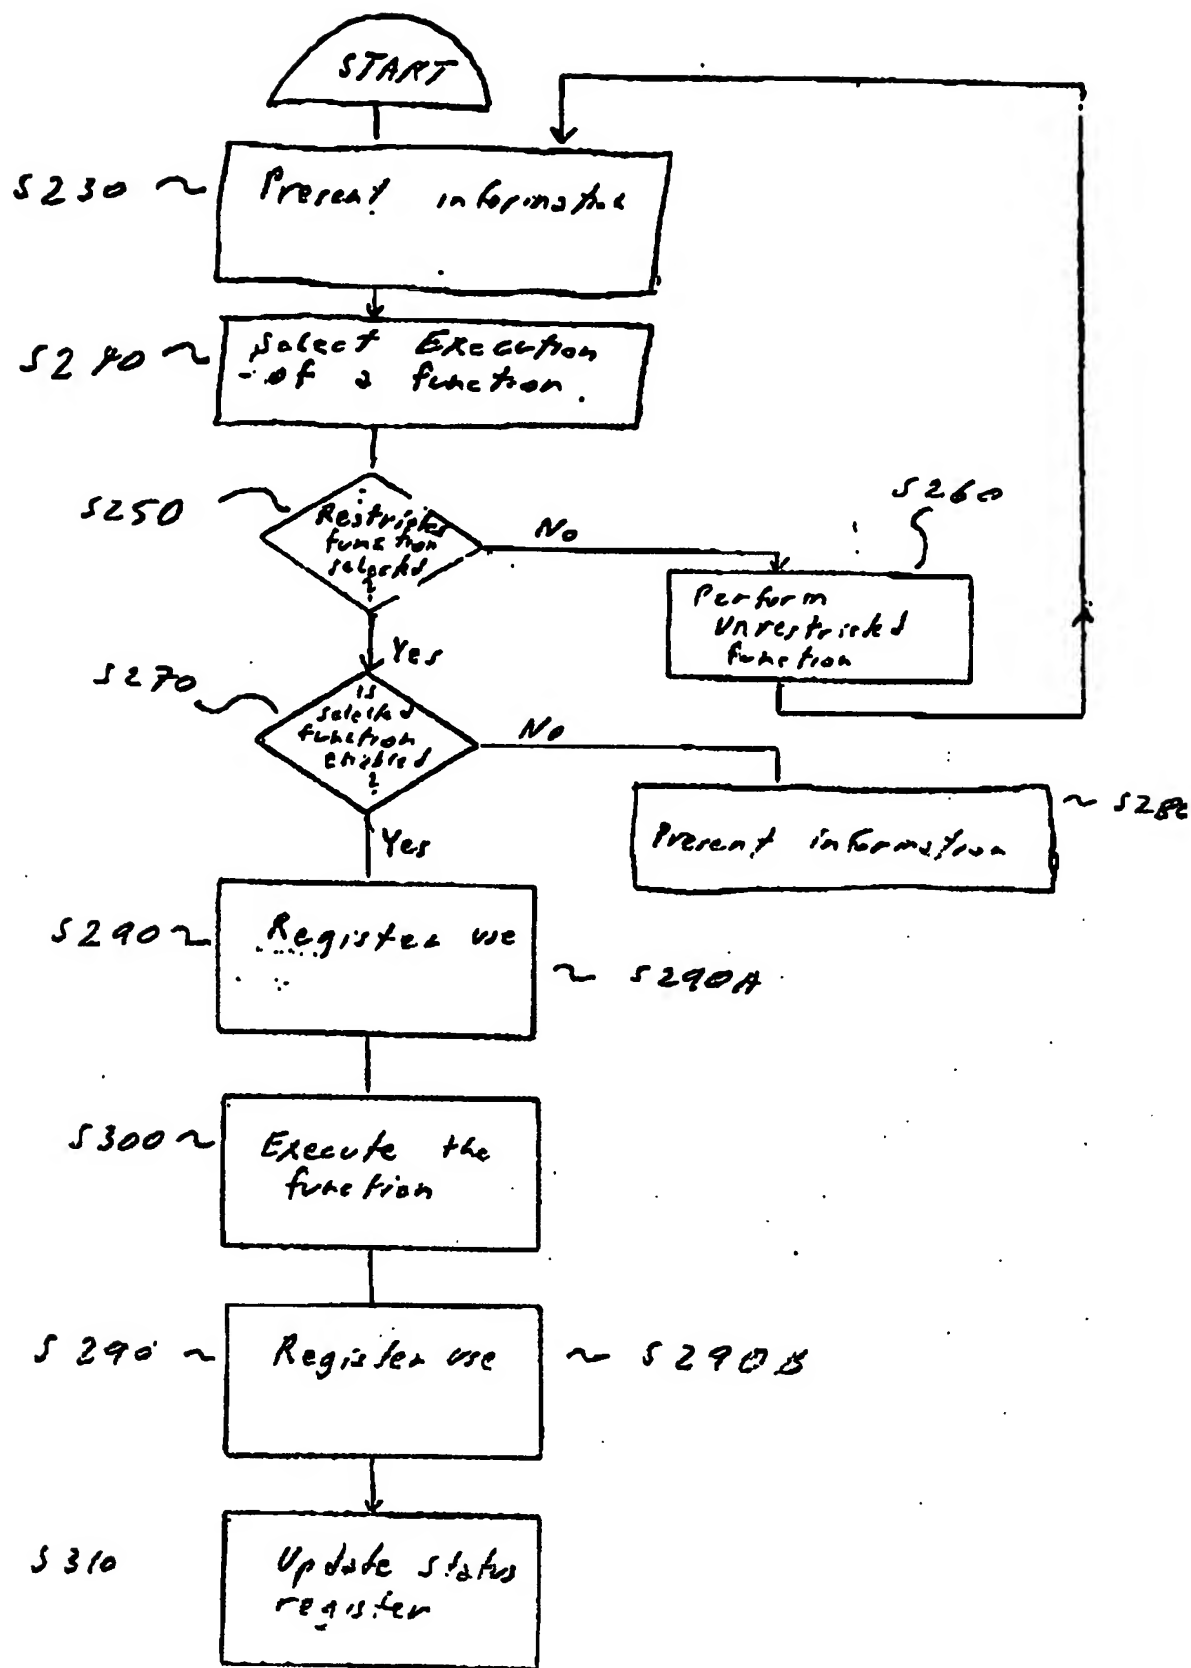 START
S230
Present information
S240
Select Execution
of a function
S250
Restricted
function
selected
?
No
S260
Perform
Unrestricted
function
Yes
S270
is
selected
function
enabled
?
No
Present information
S280
Yes
S290
Register use
S290A
S300
Execute the
function
S290
Register use
S290B
S310
Update status
register